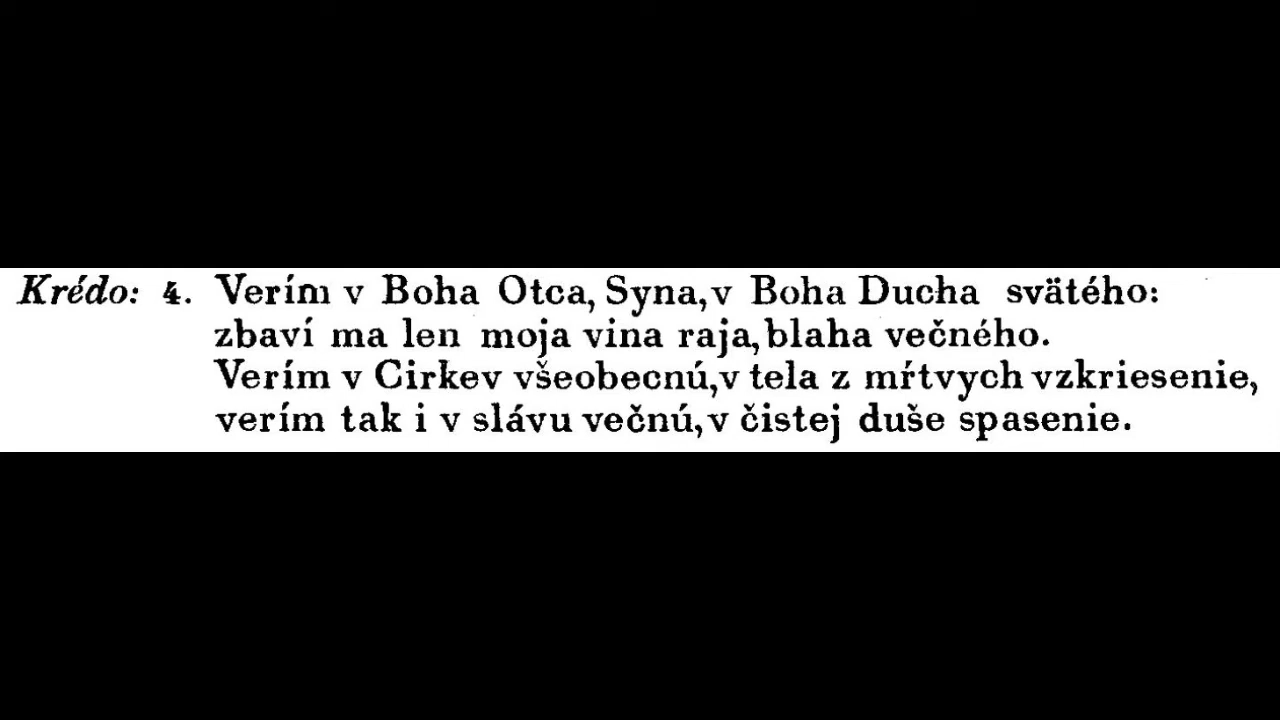 Krédo: 4. Verím v Boha Otca, Syna, v Boha Ducha svätého:
zbaví ma len moja vina raja, blaha večného.
Verím v Cirkev všeobecnú, v tela z mŕtvych vzkriesenie,
verím tak i v slávu večnú, v čistej duše spasenie.